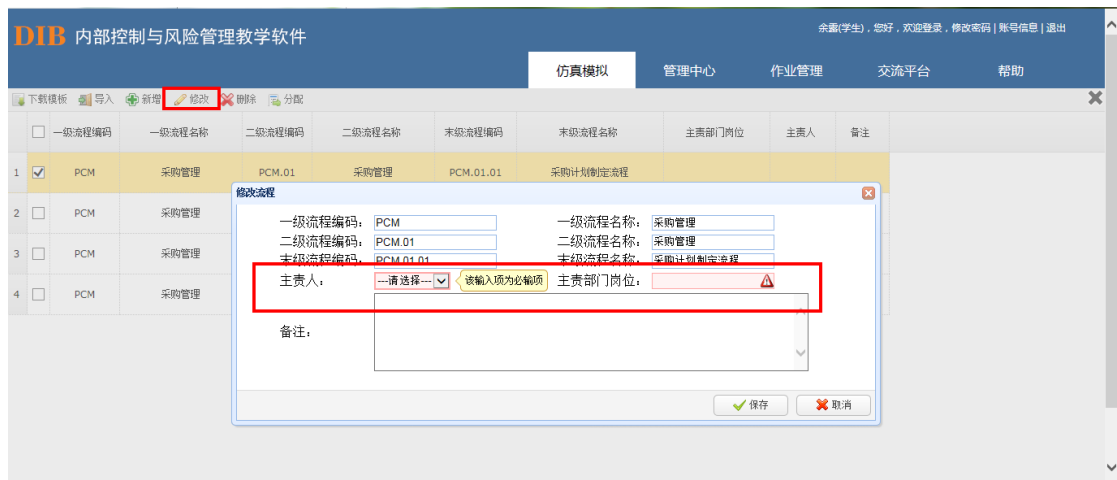 DIB 内部控制与风险管理教学软件
余露(学生)，您好，欢迎登录，修改密码 | 账号信息 | 退出
仿真模拟 管理中心 作业管理 交流平台 帮助
下载模板 导入 新增 修改 删除 分配
一级流程编码 一级流程名称 二级流程编码 二级流程名称 末级流程编码 末级流程名称 主责部门岗位 主责人 备注
1 PCM 采购管理 PCM.01 采购管理 PCM.01.01 采购计划制定流程
2 PCM 采购管理
3 PCM 采购管理
4 PCM 采购管理
修改流程
一级流程编码： PCM 一级流程名称： 采购管理
二级流程编码： PCM.01 二级流程名称： 采购管理
末级流程编码： PCM.01.01 末级流程名称： 采购计划制定流程
主责人： ---请选择--- 该输入项为必输项 主责部门岗位：
备注：
保存 取消